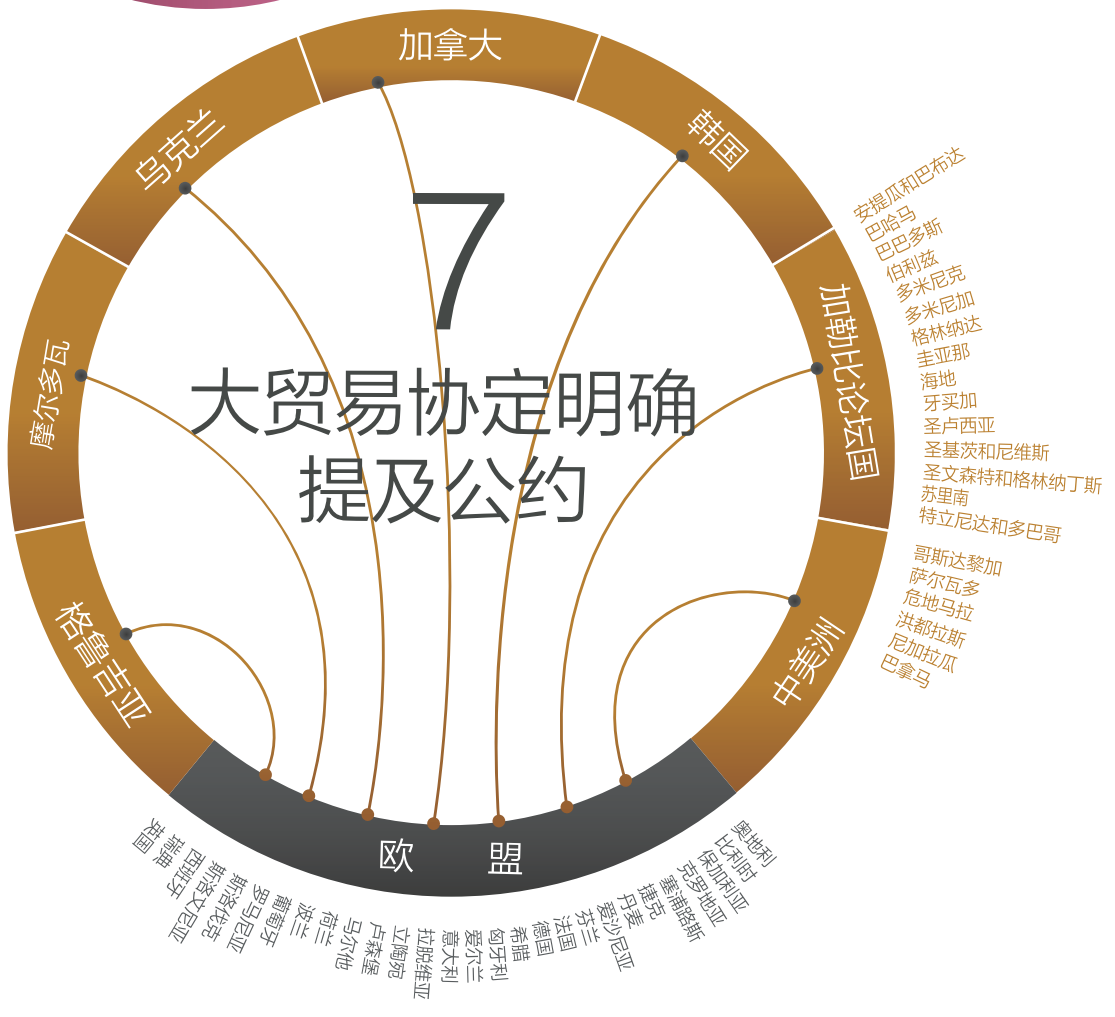 加拿大
乌克兰
韩国
摩尔多瓦
加勒比论坛国
格鲁吉亚
中美洲
7
大贸易协定明确
提及公约
欧盟
安提瓜和巴布达
巴哈马
巴巴多斯
伯利兹
多米尼克
多米尼加
格林纳达
圭亚那
海地
牙买加
圣卢西亚
圣基茨和尼维斯
圣文森特和格林纳丁斯
苏里南
特立尼达和多巴哥
哥斯达黎加
萨尔瓦多
危地马拉
洪都拉斯
尼加拉瓜
巴拿马
奥地利
比利时
保加利亚
克罗地亚
塞浦路斯
捷克
丹麦
爱沙尼亚
芬兰
法国
德国
希腊
匈牙利
爱尔兰
意大利
拉脱维亚
立陶宛
卢森堡
马尔他
荷兰
波兰
葡萄牙
罗马尼亚
斯洛伐克
斯洛文尼亚
西班牙
瑞典
英国